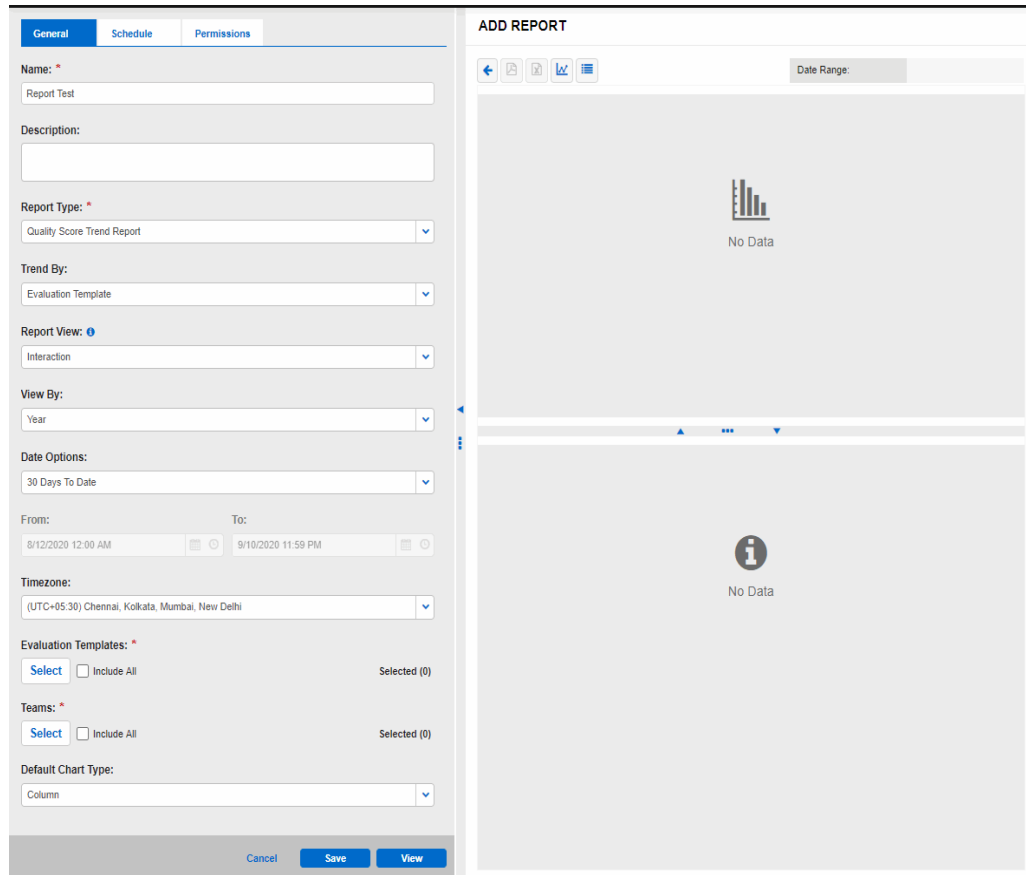 General Schedule Permissions
Name: *
Report Test
Description:
Report Type: *
Quality Score Trend Report
Trend By:
Evaluation Template
Report View:
Interaction
View By:
Year
Date Options:
30 Days To Date
From: To:
8/12/2020 12:00 AM 9/10/2020 11:59 PM
Timezone:
(UTC+05:30) Chennai, Kolkata, Mumbai, New Delhi
Evaluation Templates: *
Select Include All Selected (0)
Teams: *
Select Include All Selected (0)
Default Chart Type:
Column
Cancel Save View
ADD REPORT
Date Range:
No Data
No Data